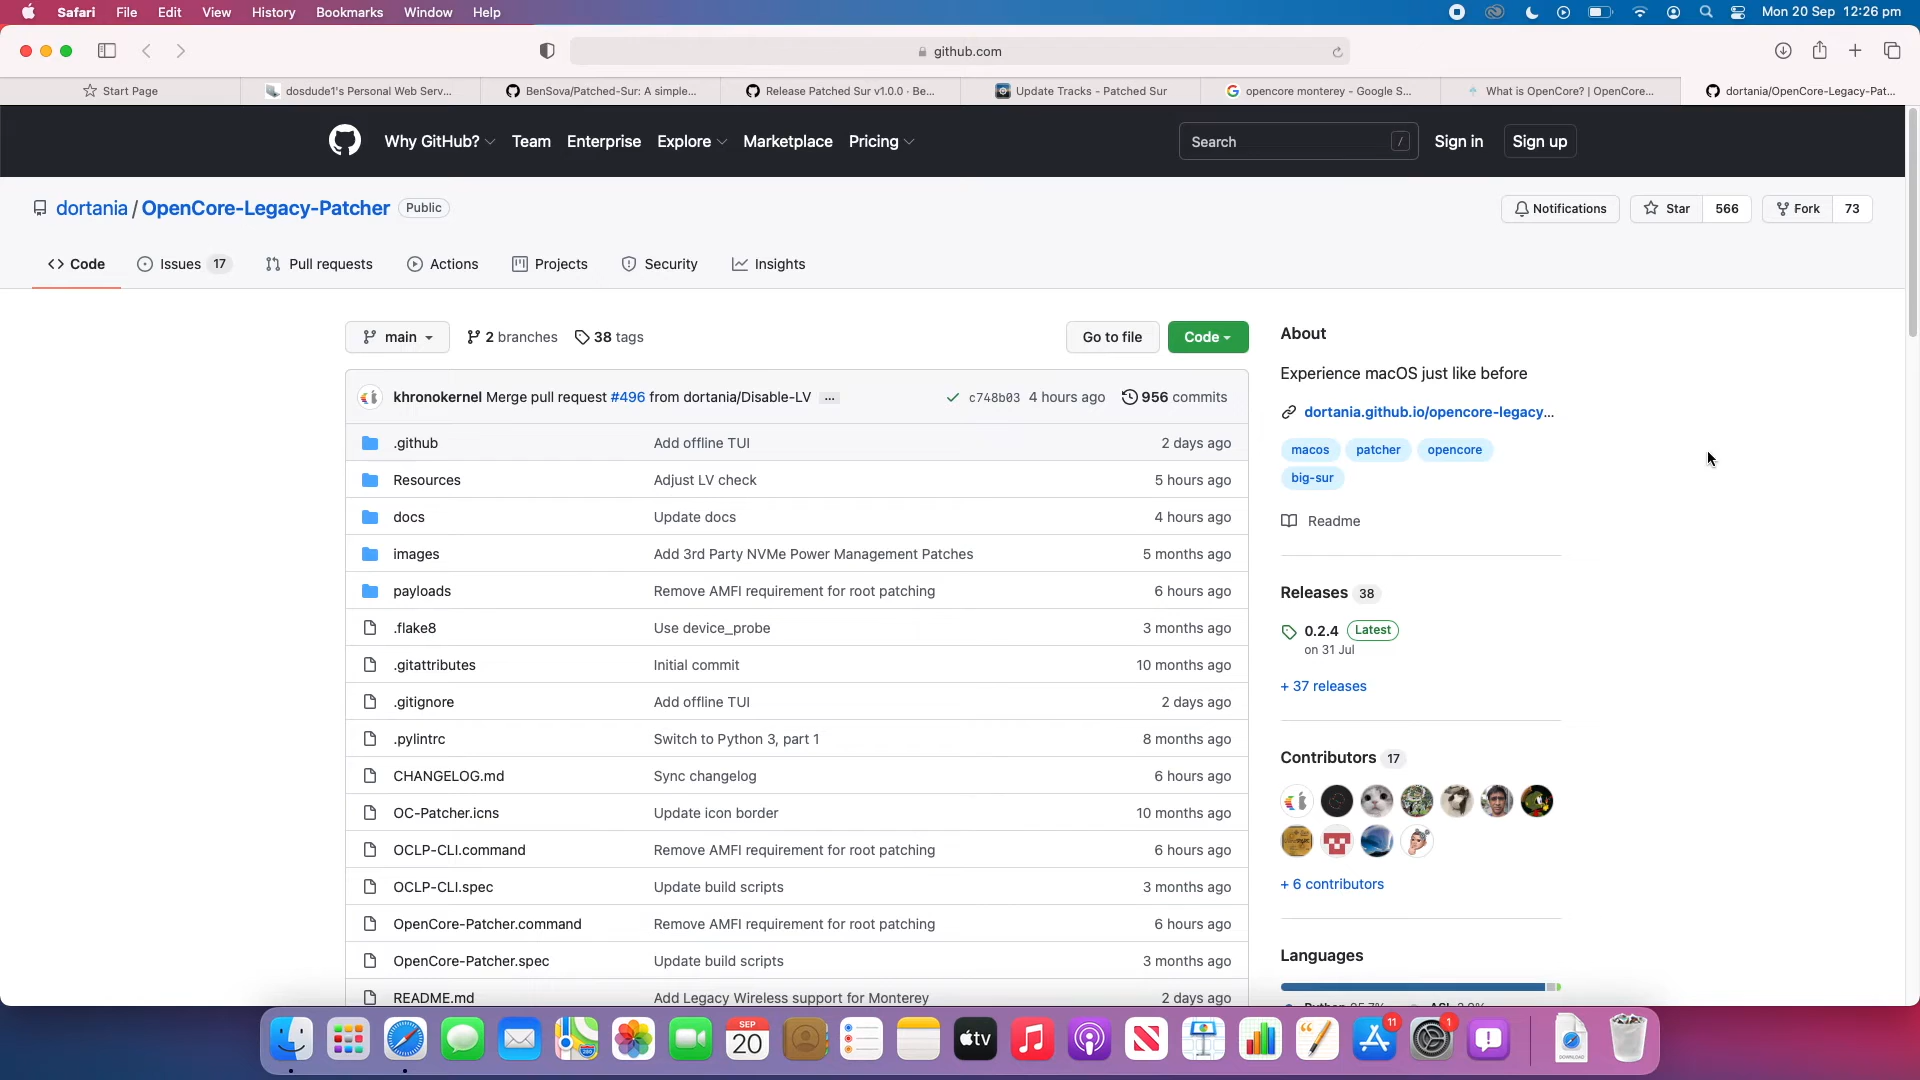 Safari File Edit View History Bookmarks Window Help Mon 20 Sep 12:26 pm
github.com
Start Page dosdude1's Personal Web Serv... BenSova/Patched-Sur: A simple... Release Patched Sur v1.0.0 · Be... Update Tracks - Patched Sur opencore monterey - Google S... What is OpenCore? | OpenCore... dortania/OpenCore-Legacy-Pat...
Why GitHub? Team Enterprise Explore Marketplace Pricing Search / Sign in Sign up
dortania / OpenCore-Legacy-Patcher Public Notifications Star 566 Fork 73
<> Code Issues 17 Pull requests Actions Projects Security Insights
main 2 branches 38 tags Go to file Code
khronokernel Merge pull request #496 from dortania/Disable-LV ... c748b03 4 hours ago 956 commits
.github Add offline TUI 2 days ago
Resources Adjust LV check 5 hours ago
docs Update docs 4 hours ago
images Add 3rd Party NVMe Power Management Patches 5 months ago
payloads Remove AMFI requirement for root patching 6 hours ago
.flake8 Use device_probe 3 months ago
.gitattributes Initial commit 10 months ago
.gitignore Add offline TUI 2 days ago
.pylintrc Switch to Python 3, part 1 8 months ago
CHANGELOG.md Sync changelog 6 hours ago
OC-Patcher.icns Update icon border 10 months ago
OCLP-CLI.command Remove AMFI requirement for root patching 6 hours ago
OCLP-CLI.spec Update build scripts 3 months ago
OpenCore-Patcher.command Remove AMFI requirement for root patching 6 hours ago
OpenCore-Patcher.spec Update build scripts 3 months ago
README.md Add Legacy Wireless support for Monterey 2 days ago
About
Experience macOS just like before
dortania.github.io/opencore-legacy...
macos patcher opencore
big-sur
Readme
Releases 38
0.2.4 Latest
on 31 Jul
+ 37 releases
Contributors 17
+ 6 contributors
Languages
SEP
20
tv
11
1
DOWNLOAD